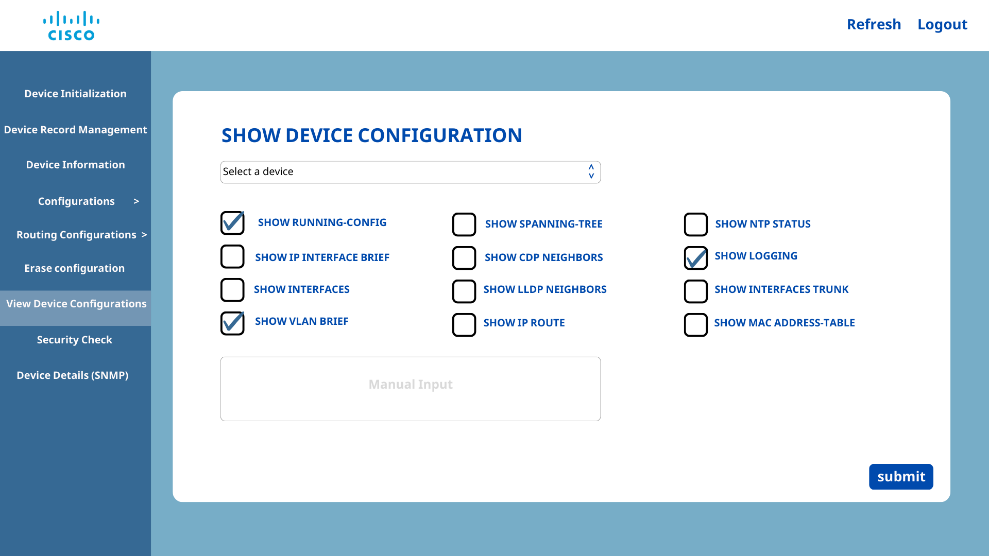 CISCO
Refresh Logout
Device Initialization
Device Record Management
Device Information
Configurations >
Routing Configurations >
Erase configuration
View Device Configurations
Security Check
Device Details (SNMP)
SHOW DEVICE CONFIGURATION
Select a device
SHOW RUNNING-CONFIG
SHOW IP INTERFACE BRIEF
SHOW INTERFACES
SHOW VLAN BRIEF
SHOW SPANNING-TREE
SHOW CDP NEIGHBORS
SHOW LLDP NEIGHBORS
SHOW IP ROUTE
SHOW NTP STATUS
SHOW LOGGING
SHOW INTERFACES TRUNK
SHOW MAC ADDRESS-TABLE
Manual Input
submit